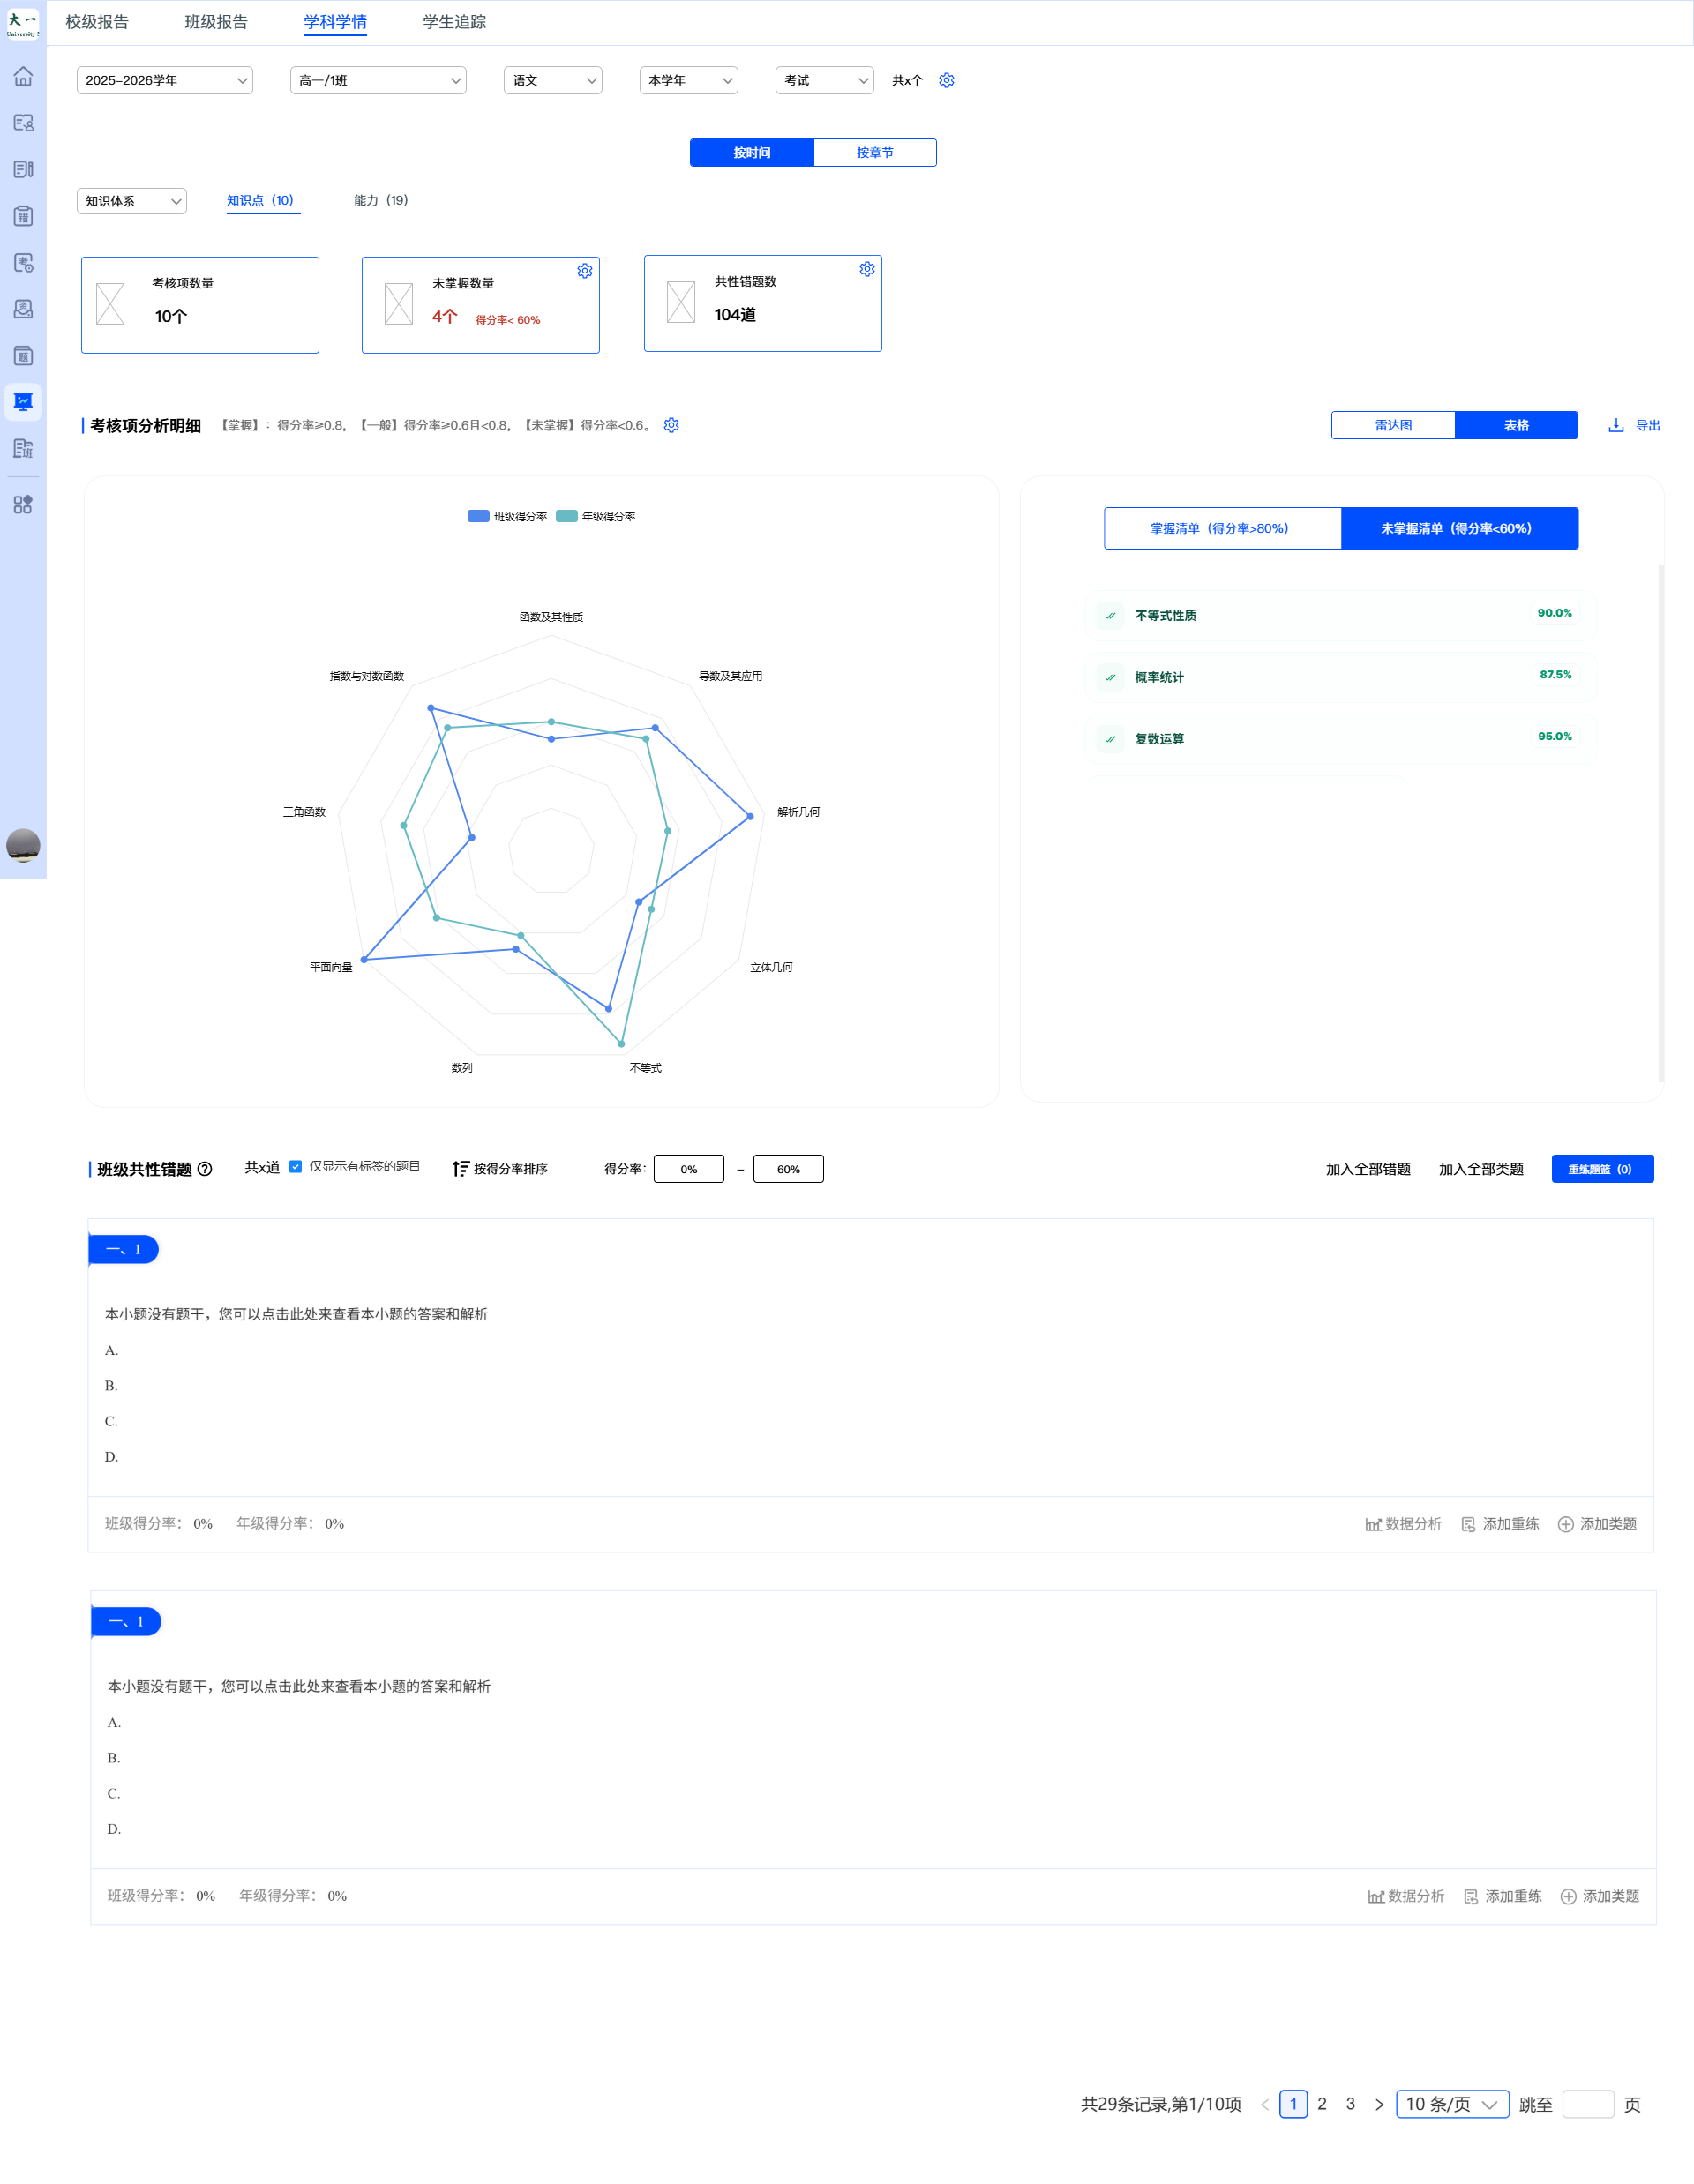 大一
校级报告 班级报告 学科学情 学生追踪
2025-2026学年 高一/1班 语文 本学年 考试 共x个
按时间 按章节
知识体系 知识点（10） 能力（19）
考核项数量 未掌握数量 共性错题数
10个 4个 得分率< 60% 104道
考核项分析明细 【掌握】：得分率≥0.8，【一般】得分率≥0.6且<0.8，【未掌握】得分率<0.6。 雷达图 表格 导出
班级得分率 年级得分率
函数及其性质
指数与对数函数 导数及其应用
三角函数 解析几何
平面向量 立体几何
数列 不等式
掌握清单（得分率>80%） 未掌握清单（得分率<60%）
不等式性质 90.0%
概率统计 87.5%
复数运算 95.0%
班级共性错题 共x道 仅显示有标签的题目 按得分率排序 得分率： 0% – 60% 加入全部错题 加入全部类题 重练题篮（0）
一、1
本小题没有题干，您可以点击此处来查看本小题的答案和解析
A.
B.
C.
D.
班级得分率： 0% 年级得分率： 0% 数据分析 添加重练 添加类题
一、1
本小题没有题干，您可以点击此处来查看本小题的答案和解析
A.
B.
C.
D.
班级得分率： 0% 年级得分率： 0% 数据分析 添加重练 添加类题
共29条记录,第1/10项 < 1 2 3 > 10 条/页 跳至 页